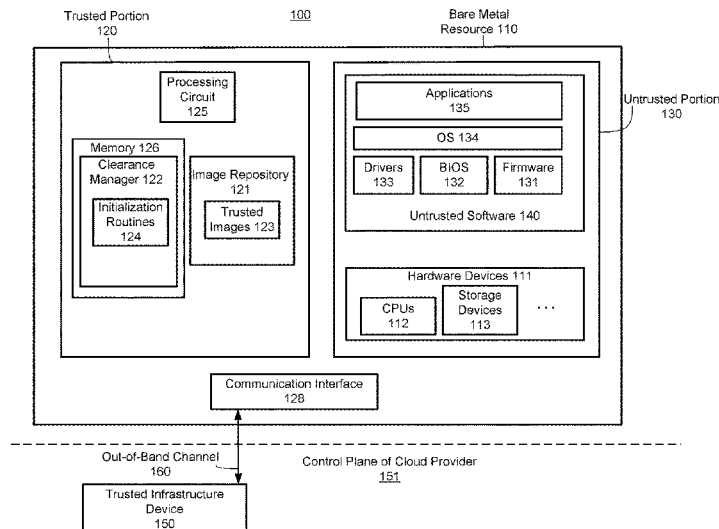 Trusted Portion
120
100
Bare Metal
Resource 110
Processing
Circuit
125
Memory 126
Clearance
Manager 122
Initialization
Routines
124
Image Repository
121
Trusted
Images 123
Applications
135
OS 134
Drivers
133
BIOS
132
Firmware
131
Untrusted Software 140
Untrusted Portion
130
Hardware Devices 111
CPUs
112
Storage
Devices
113
...
Communication Interface
128
Out-of-Band Channel
160
Control Plane of Cloud Provider
151
Trusted Infrastructure
Device
150